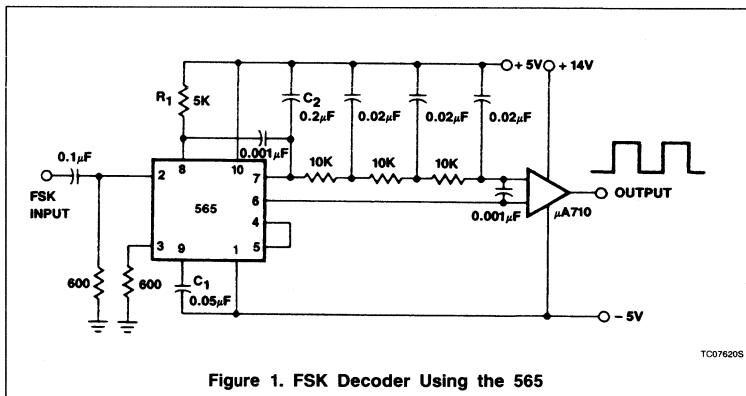 + 5V
+ 14V
R1
5K
C2
0.2μF
0.02μF
0.02μF
0.02μF
0.001μF
0.1μF
10K
10K
10K
2
8
10
7
FSK
INPUT
565
6
4
5
0.001μF
μA710
OUTPUT
3
9
1
600
600
C1
0.05μF
– 5V
TC07620S
Figure 1. FSK Decoder Using the 565